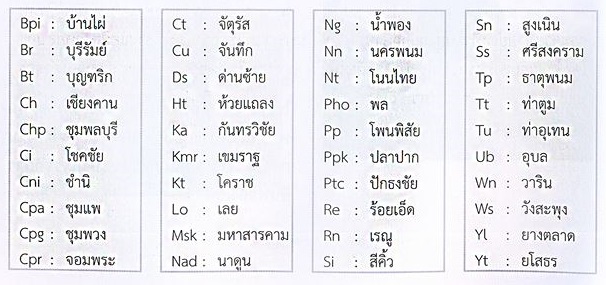 Bpi : บ้านไผ่
Br : บุรีรัมย์
Bt : บุญฑริก
Ch : เชียงคาน
Chp : ชุมพลบุรี
Ci : โชคชัย
Cni : ชำนิ
Cpa : ชุมแพ
Cpg : ชุมพวง
Cpr : จอมพระ
Ct : จัตุรัส
Cu : จันทึก
Ds : ด่านซ้าย
Ht : ห้วยแถลง
Ka : กันทรวิชัย
Kmr : เขมราฐ
Kt : โคราช
Lo : เลย
Msk : มหาสารคาม
Nad : นาดูน
Ng : น้ำพอง
Nn : นครพนม
Nt : โนนไทย
Pho : พล
Pp : โพนพิสัย
Ppk : ปลาปาก
Ptc : ปักธงชัย
Re : ร้อยเอ็ด
Rn : เรณู
Si : สีคิ้ว
Sn : สูงเนิน
Ss : ศรีสงคราม
Tp : ธาตุพนม
Tt : ท่าตูม
Tu : ท่าอุเทน
Ub : อุบล
Wn : วาริน
Ws : วังสะพุง
Yl : ยางตลาด
Yt : ยโสธร